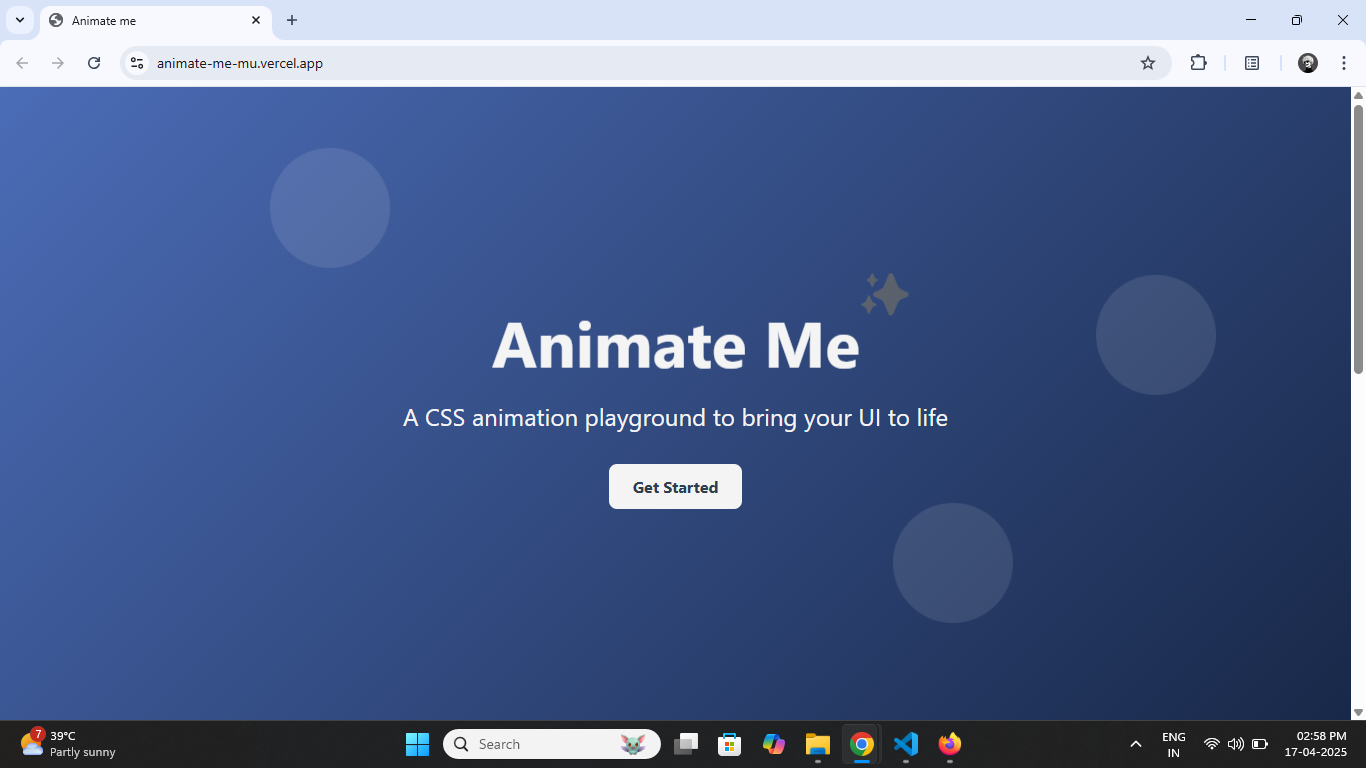 Animate me
animate-me-mu.vercel.app
Animate Me
A CSS animation playground to bring your UI to life
Get Started
7
39°C
Partly sunny
Search
ENG
IN
02:58 PM
17-04-2025